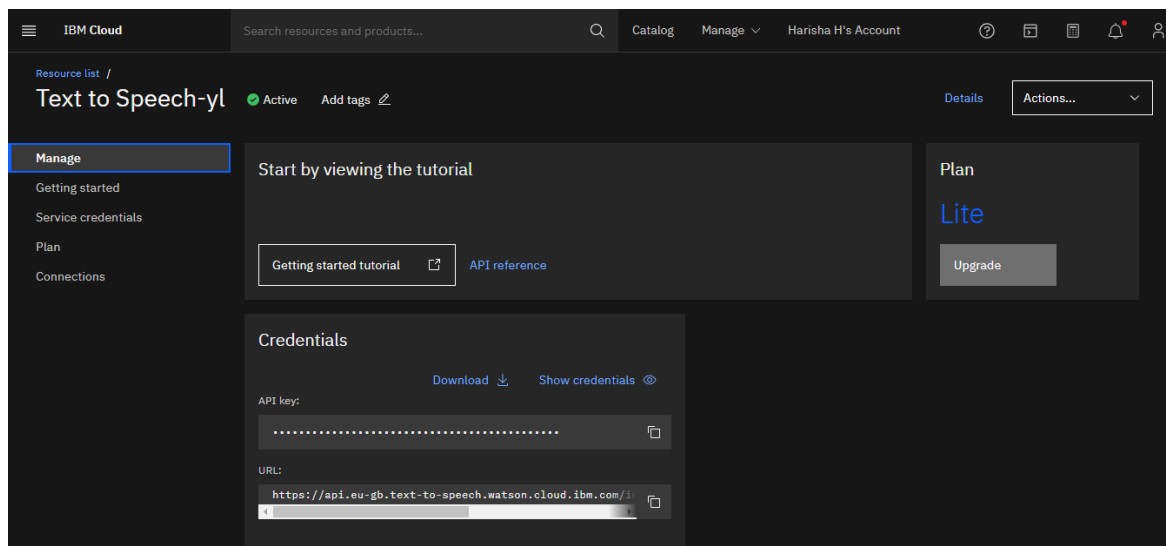 IBM Cloud
Search resources and products...
Catalog
Manage
Harisha H's Account
Resource list /
Text to Speech-yl
Active
Add tags
Details
Actions...
Manage
Getting started
Service credentials
Plan
Connections
Start by viewing the tutorial
Getting started tutorial
API reference
Plan
Lite
Upgrade
Credentials
Download
Show credentials
API key:
••••••••••••••••••••••••••••••••••••••••••••
URL:
https://api.eu-gb.text-to-speech.watson.cloud.ibm.com/